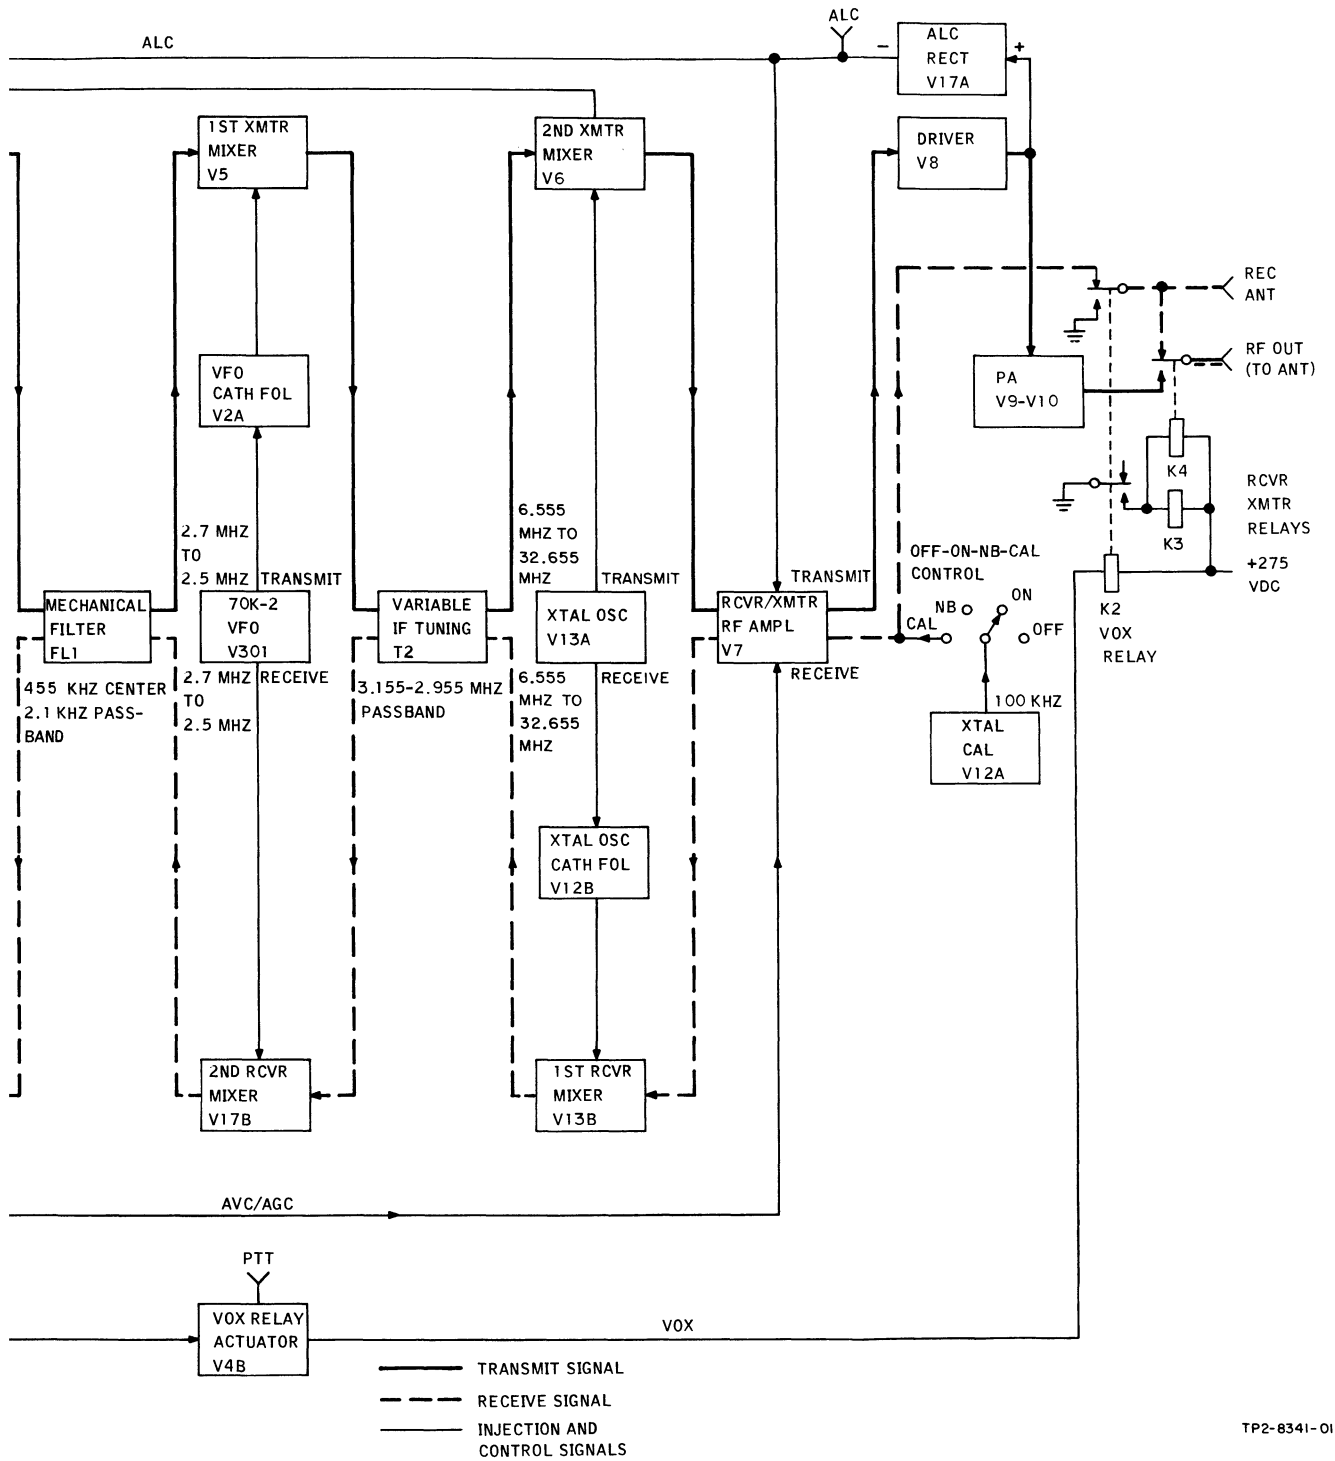 ALC
ALC
−
ALC
RECT
V17A
+
1ST XMTR
MIXER
V5
2ND XMTR
MIXER
V6
DRIVER
V8
REC
ANT
RF OUT
(TO ANT)
VFO
CATH FOL
V2A
PA
V9-V10
K4
RCVR
XMTR
RELAYS
K3
+275
VDC
K2
VOX
RELAY
2.7 MHZ
TO
2.5 MHZ
TRANSMIT
6.555
MHZ TO
32.655
MHZ
TRANSMIT
TRANSMIT
OFF-ON-NB-CAL
CONTROL
NB
ON
CAL
OFF
MECHANICAL
FILTER
FL1
70K-2
VFO
V301
VARIABLE
IF TUNING
T2
XTAL OSC
V13A
RCVR/XMTR
RF AMPL
V7
455 KHZ CENTER
2.1 KHZ PASS-
BAND
2.7 MHZ
TO
2.5 MHZ
RECEIVE
3.155-2.955 MHZ
PASSBAND
6.555
MHZ TO
32.655
MHZ
RECEIVE
RECEIVE
100 KHZ
XTAL
CAL
V12A
XTAL OSC
CATH FOL
V12B
2ND RCVR
MIXER
V17B
1ST RCVR
MIXER
V13B
AVC/AGC
PTT
VOX RELAY
ACTUATOR
V4B
VOX
TRANSMIT SIGNAL
RECEIVE SIGNAL
INJECTION AND
CONTROL SIGNALS
TP2-8341-01